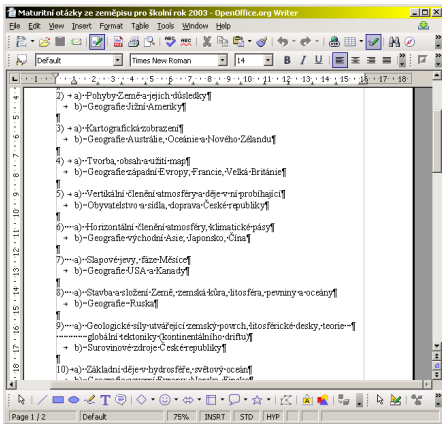 Maturitní otázky ze zeměpisu pro školní rok 2003 - OpenOffice.org Writer
File Edit View Insert Format Table Tools Window Help
Default Times New Roman 14 B I U
2) a) Pohyby Země a jejich důsledky
b) Geografie Jižní Ameriky
3) a) Kartografická zobrazení
b) Geografie Austrálie, Oceánie a Nového Zélandu
4) a) Tvorba, obsah a užití map
b) Geografie západní Evropy, Francie, Velká Británie
5) a) Vertikální členění atmosféry a děje v ní probíhající
b) Obyvatelstvo a sídla, doprava České republiky
6) a) Horizontální členění atmosféry, klimatické pásy
b) Geografie východní Asie, Japonsko, Čína
7) a) Slapové jevy, fáze Měsíce
b) Geografie USA a Kanady
8) a) Stavba a složení Země, zemská kůra, litosféra, pevniny a oceány
b) Geografie Ruska
9) a) Geologické síly utvářející zemský povrch, litosférické desky, teorie
globální tektoniky (kontinentálního driftu)
b) Surovinové zdroje České republiky
10) a) Základní děje v hydrosféře, světový oceán
Page 1 / 2 Default 75% INSRT STD HYP